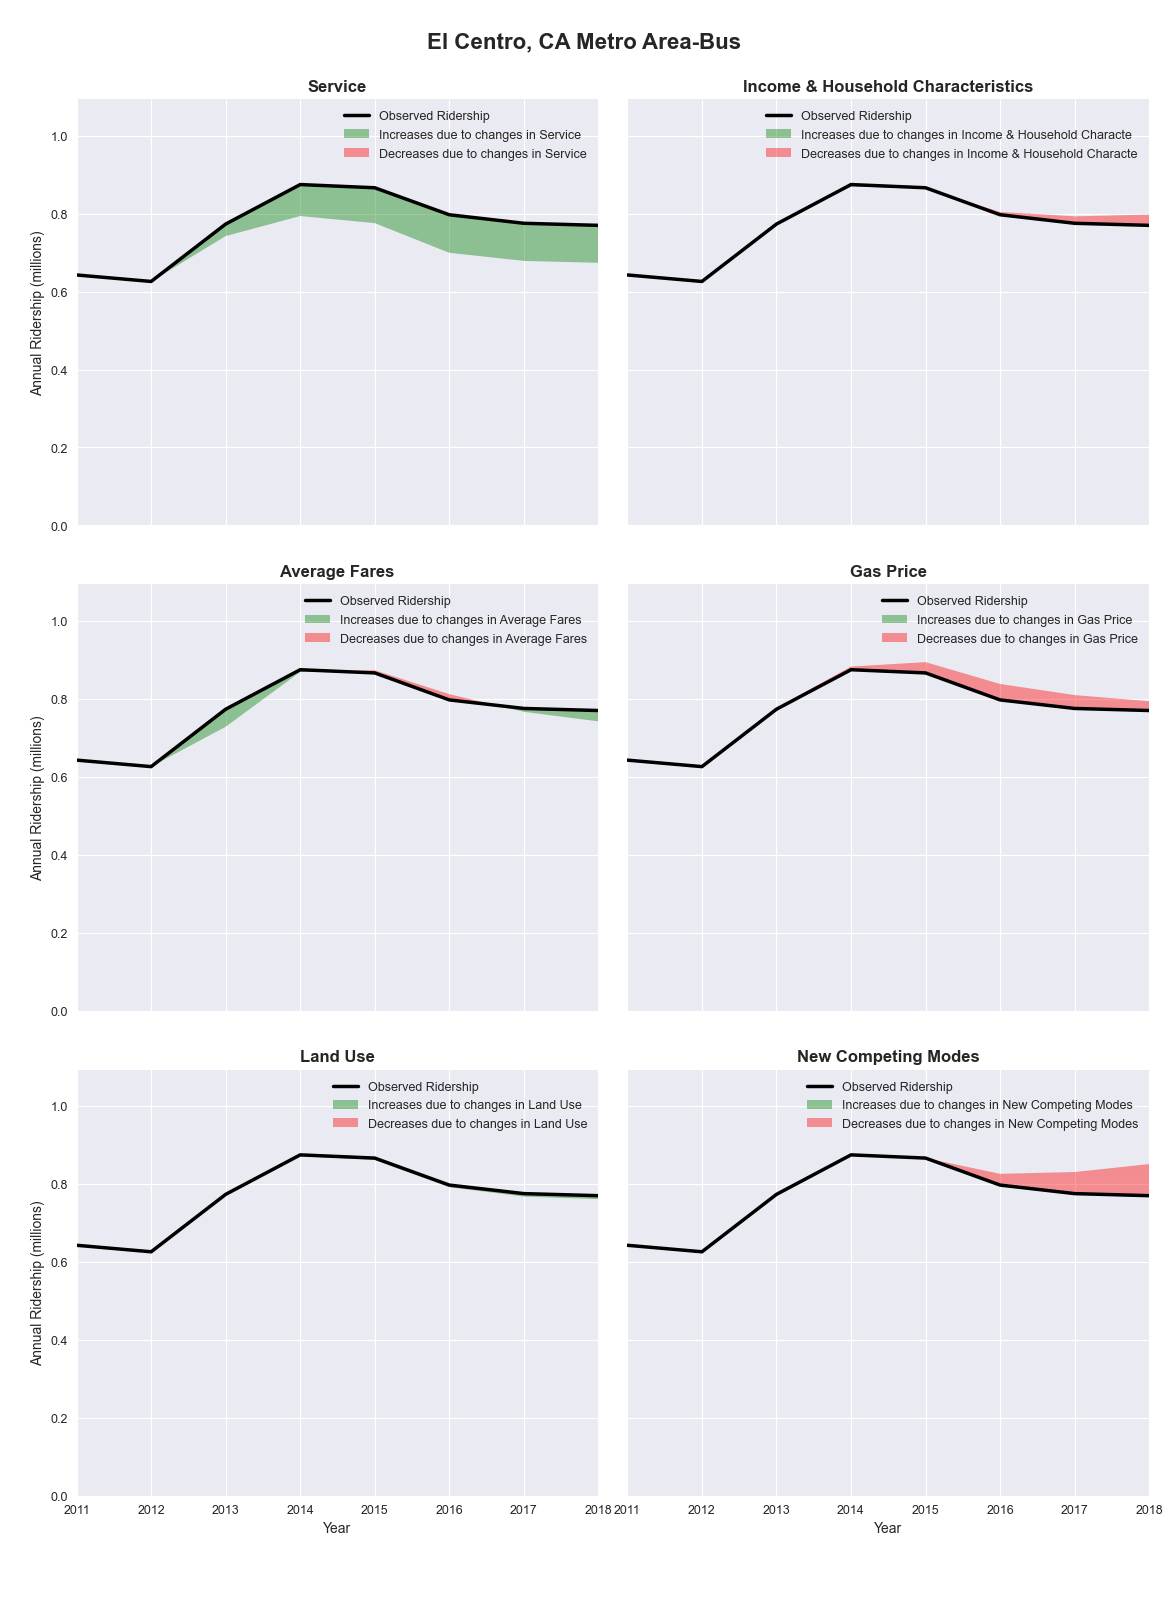 El Centro, CA Metro Area-Bus
Service
Observed Ridership
Increases due to changes in Service
Decreases due to changes in Service
1.0
0.8
0.6
0.4
0.2
0.0
Annual Ridership (millions)
Income & Household Characteristics
Observed Ridership
Increases due to changes in Income & Household Characte
Decreases due to changes in Income & Household Characte
Average Fares
Observed Ridership
Increases due to changes in Average Fares
Decreases due to changes in Average Fares
1.0
0.8
0.6
0.4
0.2
0.0
Annual Ridership (millions)
Gas Price
Observed Ridership
Increases due to changes in Gas Price
Decreases due to changes in Gas Price
Land Use
Observed Ridership
Increases due to changes in Land Use
Decreases due to changes in Land Use
1.0
0.8
0.6
0.4
0.2
0.0
Annual Ridership (millions)
2011 2012 2013 2014 2015 2016 2017 2018
Year
New Competing Modes
Observed Ridership
Increases due to changes in New Competing Modes
Decreases due to changes in New Competing Modes
2011 2012 2013 2014 2015 2016 2017 2018
Year